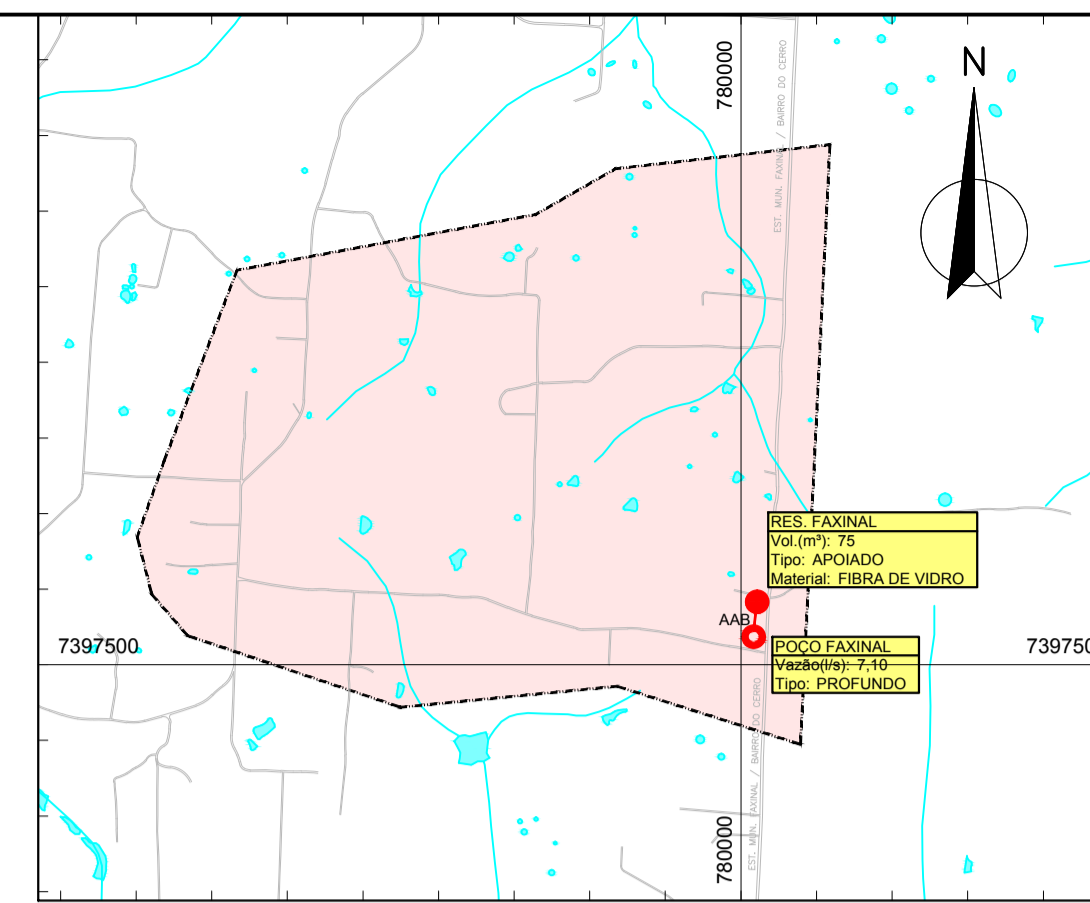 780000
N
EST. MUN. FAXINAL / BAIRRO DO CERRO
RES. FAXINAL
Vol.(m³): 75
Tipo: APOIADO
Material: FIBRA DE VIDRO
AAB
7397500
739750
POÇO FAXINAL
Vazão(l/s): 7,10
Tipo: PROFUNDO
EST. MUN. FAXINAL / BAIRRO DO CERRO
780000